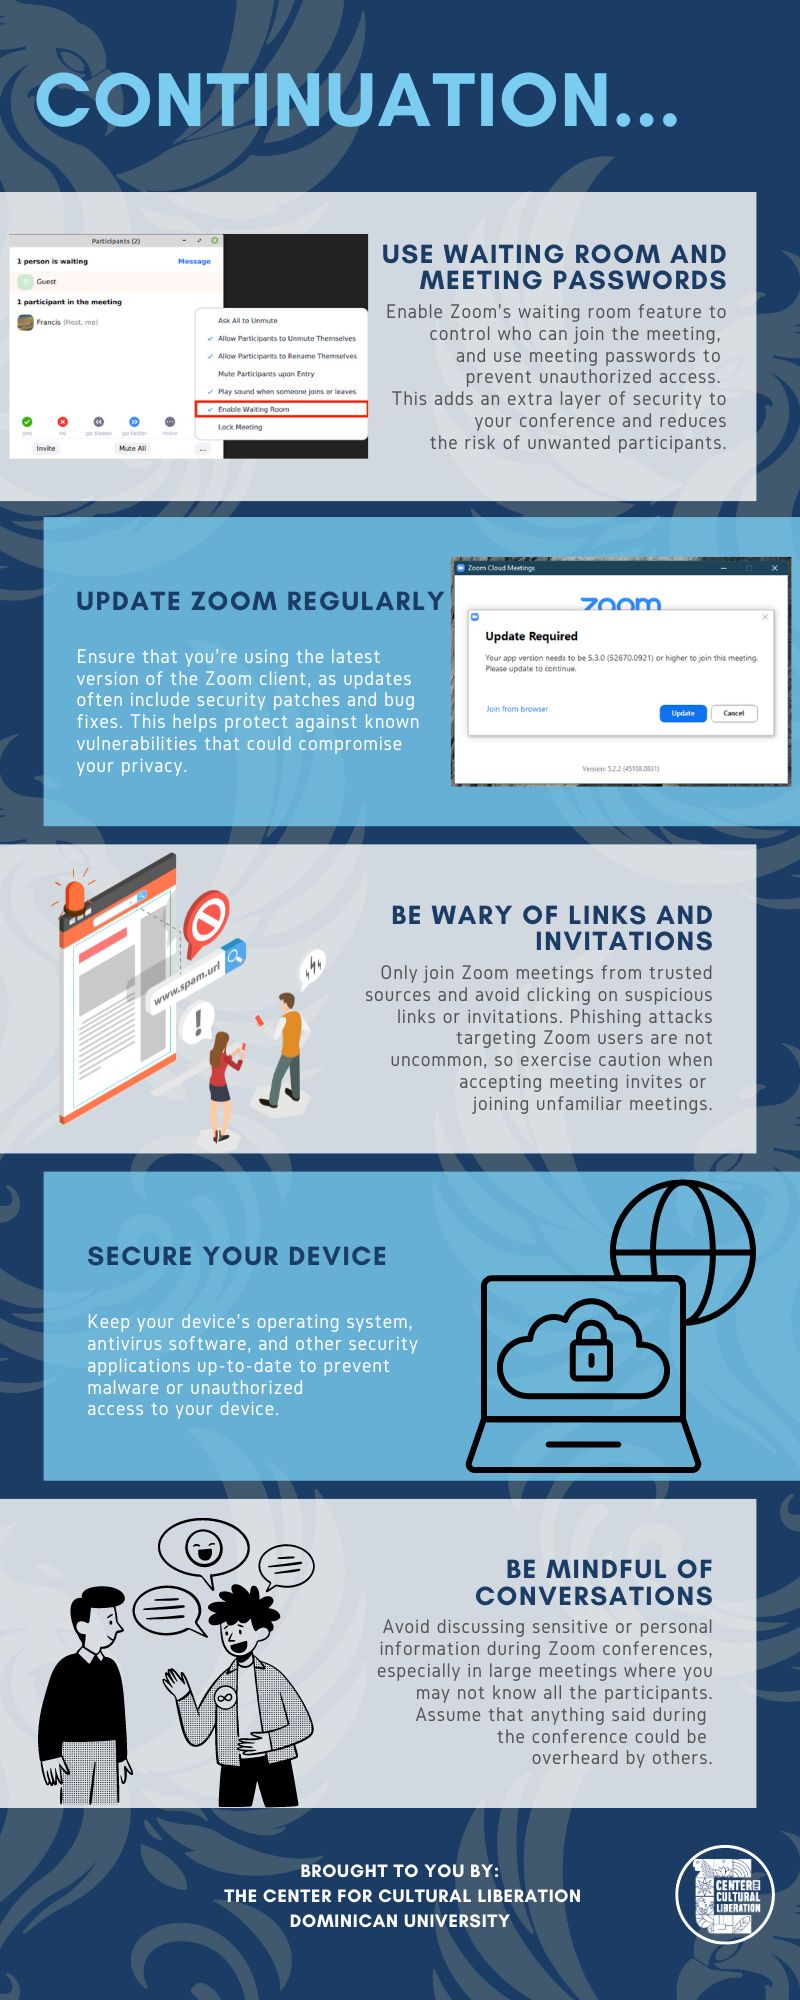 CONTINUATION...
Participants (2)
1 person is waiting
Message
G
Guest
1 participant in the meeting
Francis (Host, me)
Ask All to Unmute
Allow Participants to Unmute Themselves
Allow Participants to Rename Themselves
Mute Participants upon Entry
Play sound when someone joins or leaves
Enable Waiting Room
Lock Meeting
yes
no
go slower
go faster
more
Invite
Mute All
...
USE WAITING ROOM AND
MEETING PASSWORDS
Enable Zoom's waiting room feature to
control who can join the meeting,
and use meeting passwords to
prevent unauthorized access.
This adds an extra layer of security to
your conference and reduces
the risk of unwanted participants.
UPDATE ZOOM REGULARLY
Ensure that you're using the latest
version of the Zoom client, as updates
often include security patches and bug
fixes. This helps protect against known
vulnerabilities that could compromise
your privacy.
Zoom Cloud Meetings
zoom
Update Required
Your app version needs to be 5.3.0 (52670.0921) or higher to join this meeting.
Please update to continue.
Join from browser
Update
Cancel
Version: 5.2.2 (45108.0831)
www.spam.url
!
BE WARY OF LINKS AND
INVITATIONS
Only join Zoom meetings from trusted
sources and avoid clicking on suspicious
links or invitations. Phishing attacks
targeting Zoom users are not
uncommon, so exercise caution when
accepting meeting invites or
joining unfamiliar meetings.
SECURE YOUR DEVICE
Keep your device's operating system,
antivirus software, and other security
applications up-to-date to prevent
malware or unauthorized
access to your device.
BE MINDFUL OF
CONVERSATIONS
Avoid discussing sensitive or personal
information during Zoom conferences,
especially in large meetings where you
may not know all the participants.
Assume that anything said during
the conference could be
overheard by others.
BROUGHT TO YOU BY:
THE CENTER FOR CULTURAL LIBERATION
DOMINICAN UNIVERSITY
CENTER
CULTURAL
LIBERATION